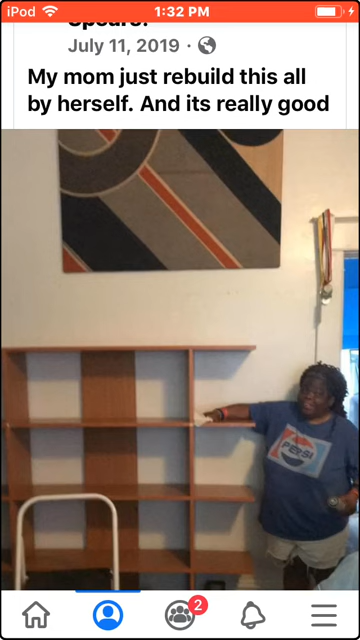 iPod 1:32 PM
July 11, 2019 ·
My mom just rebuild this all
by herself. And its really good
PEPSI
2